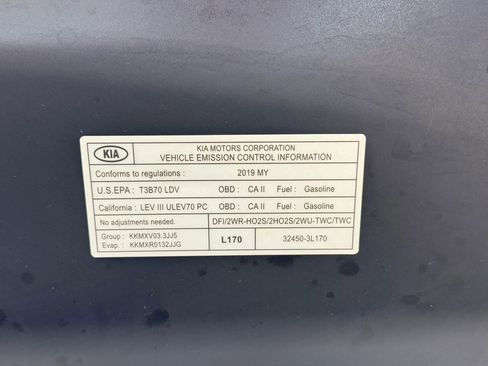 KIA
KIA MOTORS CORPORATION
VEHICLE EMISSION CONTROL INFORMATION
Conforms to regulations : 2019 MY
U.S.EPA : T3B70 LDV OBD : CA II Fuel : Gasoline
California : LEV III ULEV70 PC OBD : CA II Fuel : Gasoline
No adjustments needed. DFI/2WR-HO2S/2HO2S/2WU-TWC/TWC
Group : KKMXV03.3JJ5
Evap. : KKMXR0132JJG
L170 32450-3L170